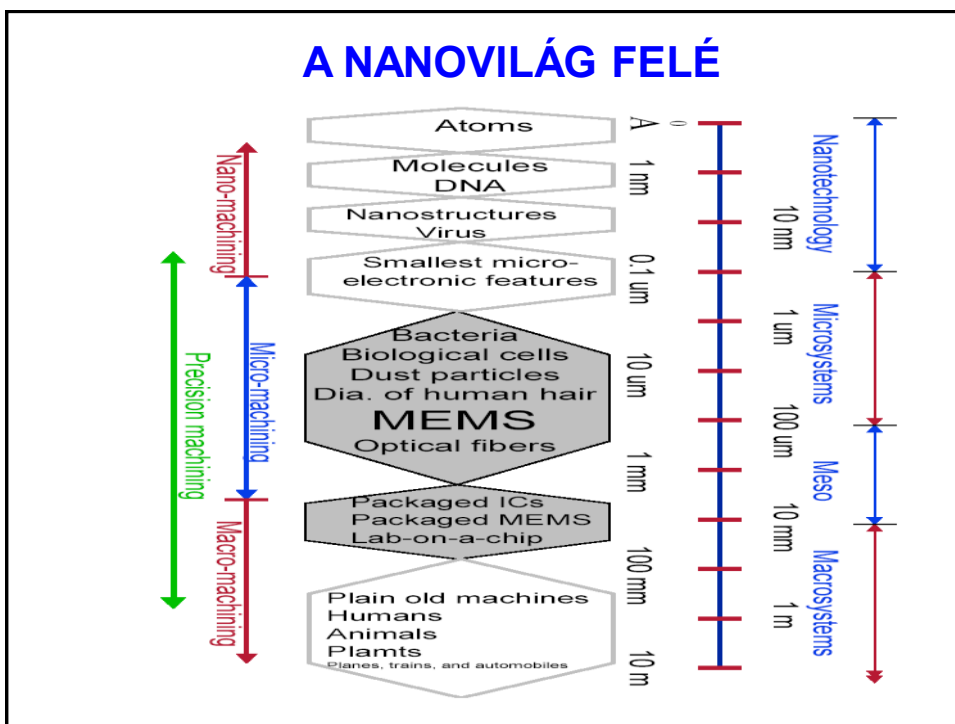 A NANOVILÁG FELÉ
Atoms
Molecules
DNA
Nanostructures
Virus
Smallest micro-
electronic features
Bacteria
Biological cells
Dust particles
Dia. of human hair
MEMS
Optical fibers
Packaged ICs
Packaged MEMS
Lab-on-a-chip
Plain old machines
Humans
Animals
Plamts
Planes, trains, and automobiles
Precision machining
Nano-machining
Micro-machining
Macro-machining
A o
1 nm
10 nm
0.1 um
1 um
10 um
100 um
1 mm
10 mm
100 mm
1 m
10 m
Nanotechnology
Microsystems
Meso
Macrosystems